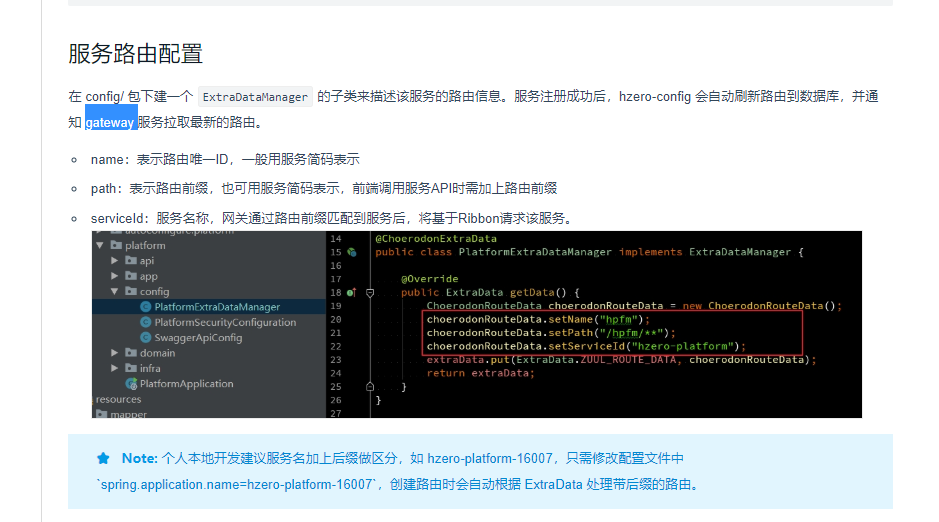 服务路由配置
在 config/ 包下建一个 ExtraDataManager 的子类来描述该服务的路由信息。服务注册成功后，hzero-config 会自动刷新路由到数据库，并通
知 gateway 服务拉取最新的路由。
name：表示路由唯一ID，一般用服务简码表示
path：表示路由前缀，也可用服务简码表示，前端调用服务API时需加上路由前缀
serviceId：服务名称，网关通过路由前缀匹配到服务后，将基于Ribbon请求该服务。
autoconfigure.platform
platform
api
app
config
PlatformExtraDataManager
PlatformSecurityConfiguration
SwaggerApiConfig
domain
infra
PlatformApplication
resources
mapper
14 @ChoerodonExtraData
15 public class PlatformExtraDataManager implements ExtraDataManager {
16
17 @Override
18 public ExtraData getData() {
19 ChoerodonRouteData choerodonRouteData = new ChoerodonRouteData();
20 choerodonRouteData.setName("hpfm");
21 choerodonRouteData.setPath("/hpfm/**");
22 choerodonRouteData.setServiceId("hzero-platform");
23 extraData.put(ExtraData.ZUUL_ROUTE_DATA, choerodonRouteData);
24 return extraData;
25 }
26 }
27
Note: 个人本地开发建议服务名加上后缀做区分，如 hzero-platform-16007，只需修改配置文件中
`spring.application.name=hzero-platform-16007`，创建路由时会自动根据 ExtraData 处理带后缀的路由。